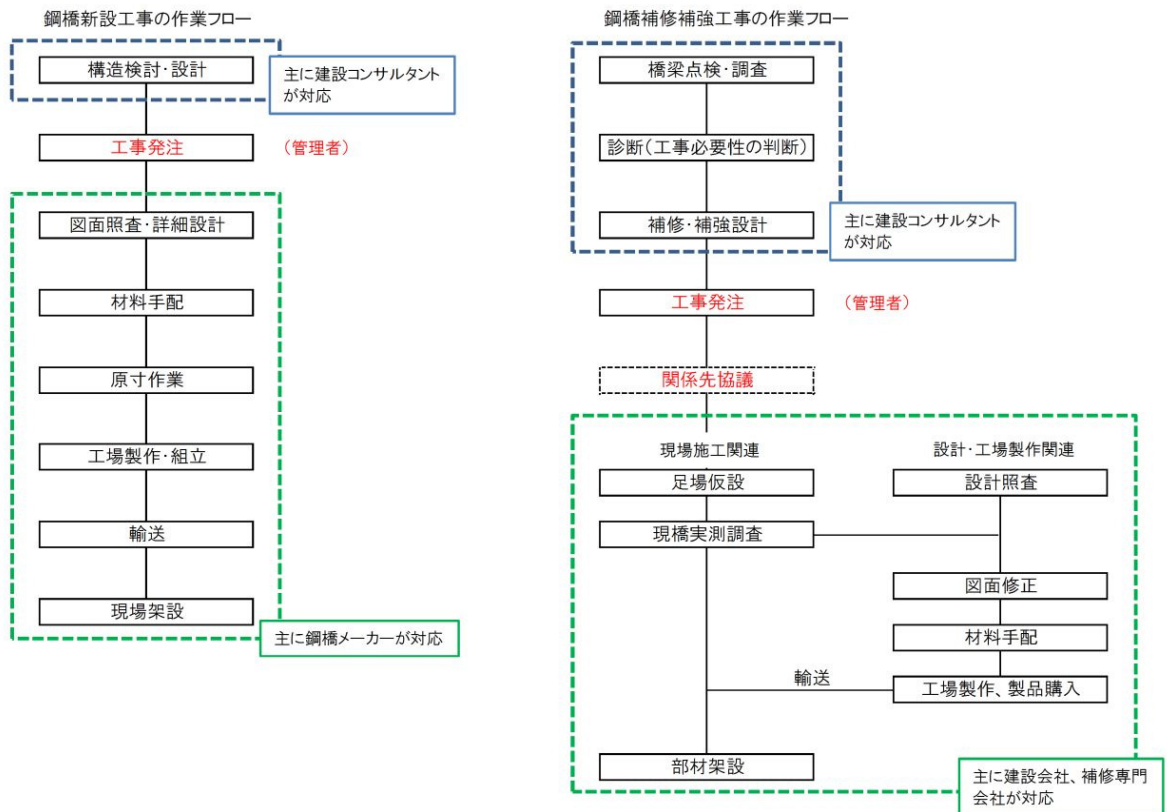 鋼橋新設工事の作業フロー
構造検討・設計
主に建設コンサルタント
が対応
工事発注
（管理者）
図面照査・詳細設計
材料手配
原寸作業
工場製作・組立
輸送
現場架設
主に鋼橋メーカーが対応
鋼橋補修補強工事の作業フロー
橋梁点検・調査
診断（工事必要性の判断）
補修・補強設計
主に建設コンサルタント
が対応
工事発注
（管理者）
関係先協議
現場施工関連
設計・工場製作関連
足場仮設
設計照査
現橋実測調査
図面修正
材料手配
輸送
工場製作、製品購入
部材架設
主に建設会社、補修専門
会社が対応